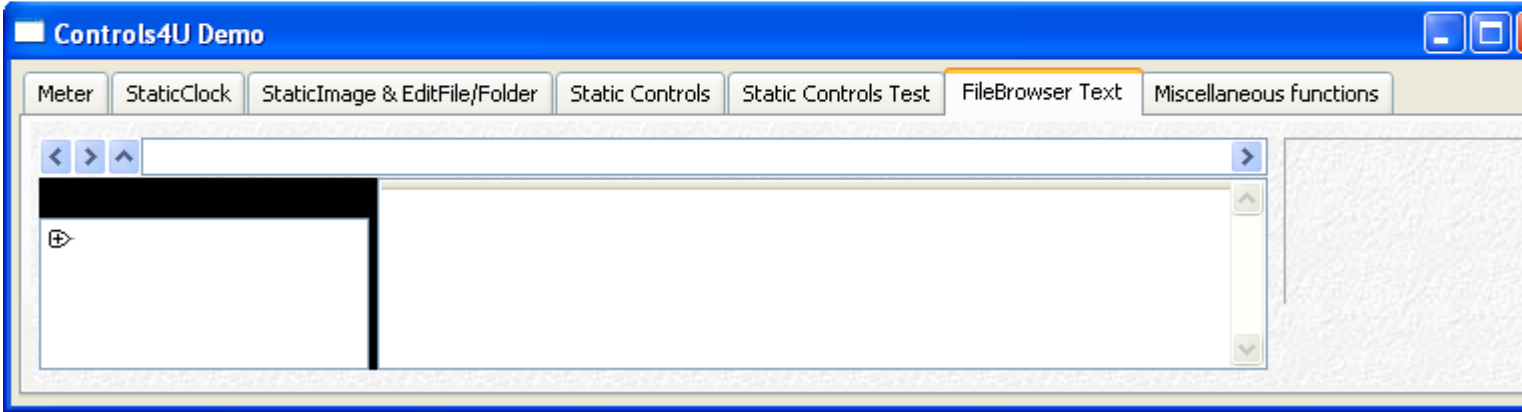 Controls4U Demo
Meter StaticClock StaticImage & EditFile/Folder Static Controls Static Controls Test FileBrowser Text Miscellaneous functions